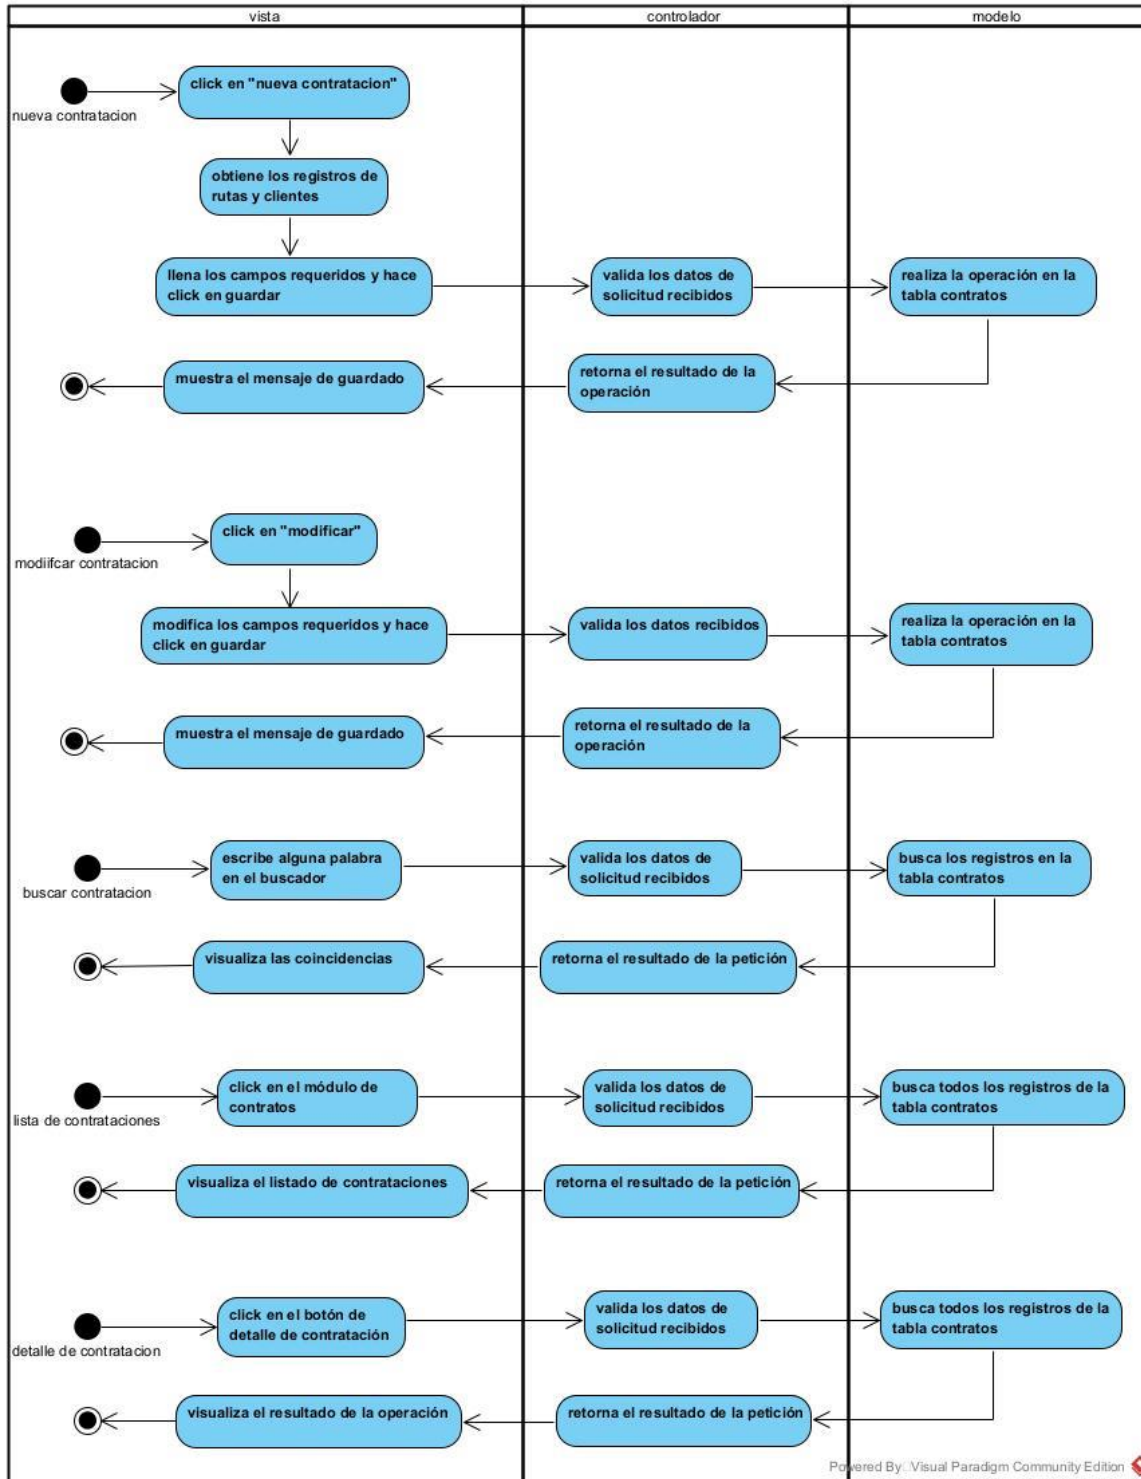 vista
controlador
modelo
click en "nueva contratacion"
nueva contratacion
obtiene los registros de
rutas y clientes
llena los campos requeridos y hace
click en guardar
valida los datos de
solicitud recibidos
realiza la operación en la
tabla contratos
muestra el mensaje de guardado
retorna el resultado de la
operación
click en "modificar"
modiifcar contratacion
modifica los campos requeridos y hace
click en guardar
valida los datos recibidos
realiza la operación en la
tabla contratos
muestra el mensaje de guardado
retorna el resultado de la
operación
escribe alguna palabra
en el buscador
buscar contratacion
valida los datos de
solicitud recibidos
busca los registros en la
tabla contratos
visualiza las coincidencias
retorna el resultado de la petición
click en el módulo de
contratos
lista de contrataciones
valida los datos de
solicitud recibidos
busca todos los registros de la
tabla contratos
visualiza el listado de contrataciones
retorna el resultado de la petición
click en el botón de
detalle de contratación
detalle de contratacion
valida los datos de
solicitud recibidos
busca todos los registros de la
tabla contratos
visualiza el resultado de la operación
retorna el resultado de la petición
Powered By: Visual Paradigm Community Edition